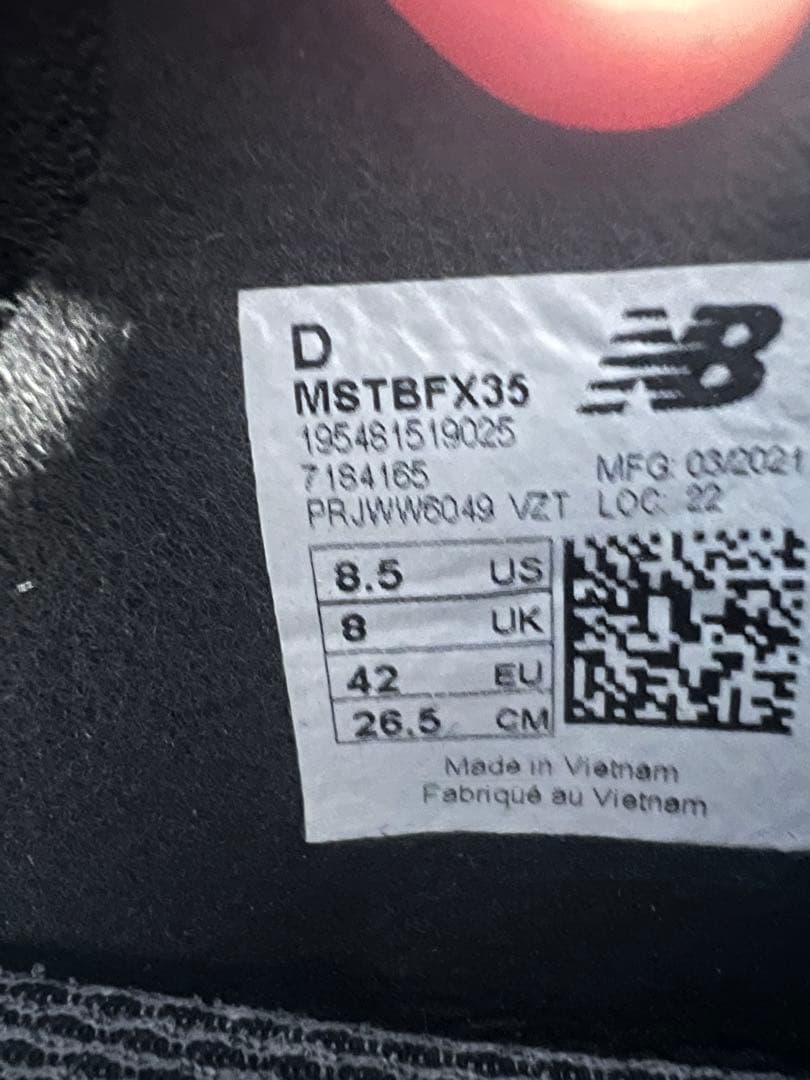 D
NB
MSTBFX35
195481519025
7184165
MFG: 03/2021
PRJWW6049 VZT LOC: 22
8.5 US
8 UK
42 EU
26.5 CM
Made in Vietnam
Fabriqué au Vietnam